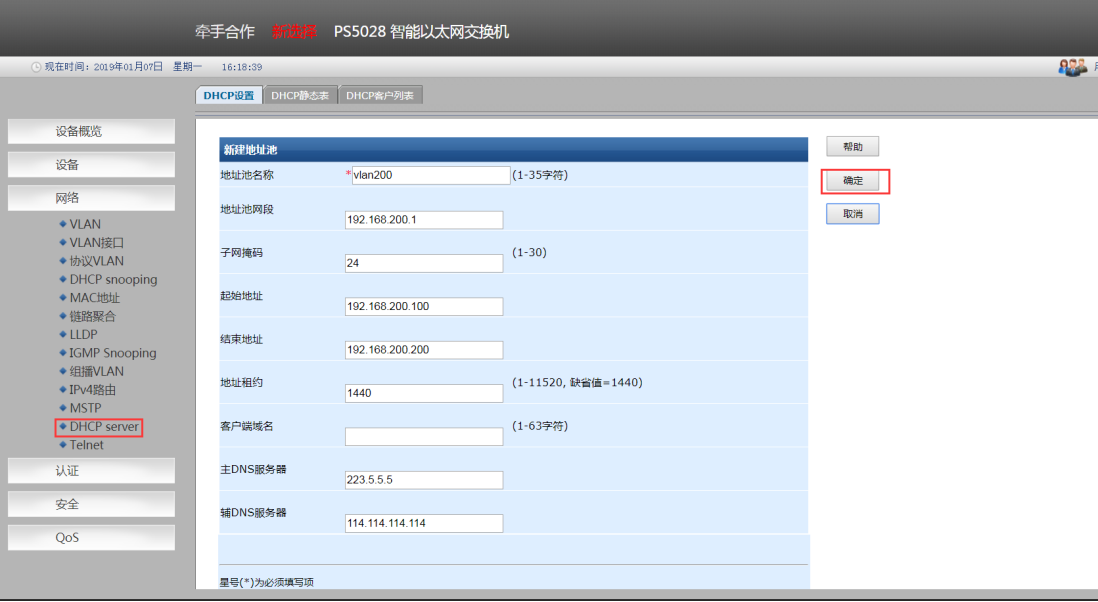 牵手合作 新选择 PS5028 智能以太网交换机
现在时间：2019年01月07日 星期一 16:18:39
DHCP设置 DHCP静态表 DHCP客户列表
设备概览
设备
网络
VLAN
VLAN接口
协议VLAN
DHCP snooping
MAC地址
链路聚合
LLDP
IGMP Snooping
组播VLAN
IPv4路由
MSTP
DHCP server
Telnet
认证
安全
QoS
新建地址池
地址池名称 *vlan200 (1-35字符)
地址池网段 192.168.200.1
子网掩码 24 (1-30)
起始地址 192.168.200.100
结束地址 192.168.200.200
地址租约 1440 (1-11520, 缺省值=1440)
客户端域名 (1-63字符)
主DNS服务器 223.5.5.5
辅DNS服务器 114.114.114.114
星号(*)为必须填写项
帮助
确定
取消